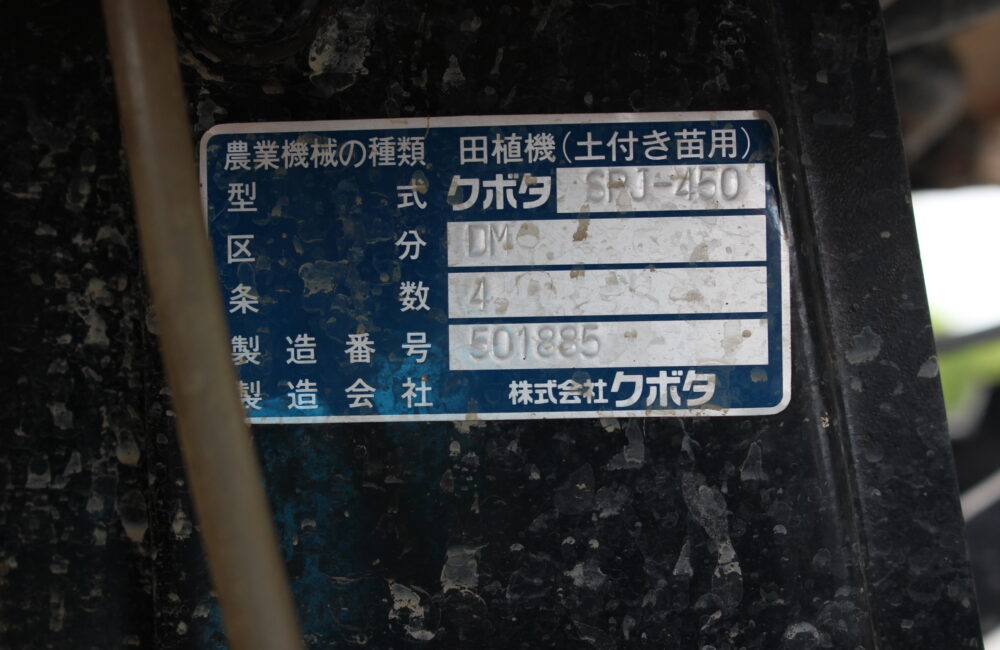 農業機械の種類 田植機(土付き苗用)
型式 クボタ SPJ-450
区分 DM
条数 4
製造番号 501885
製造会社 株式会社クボタ